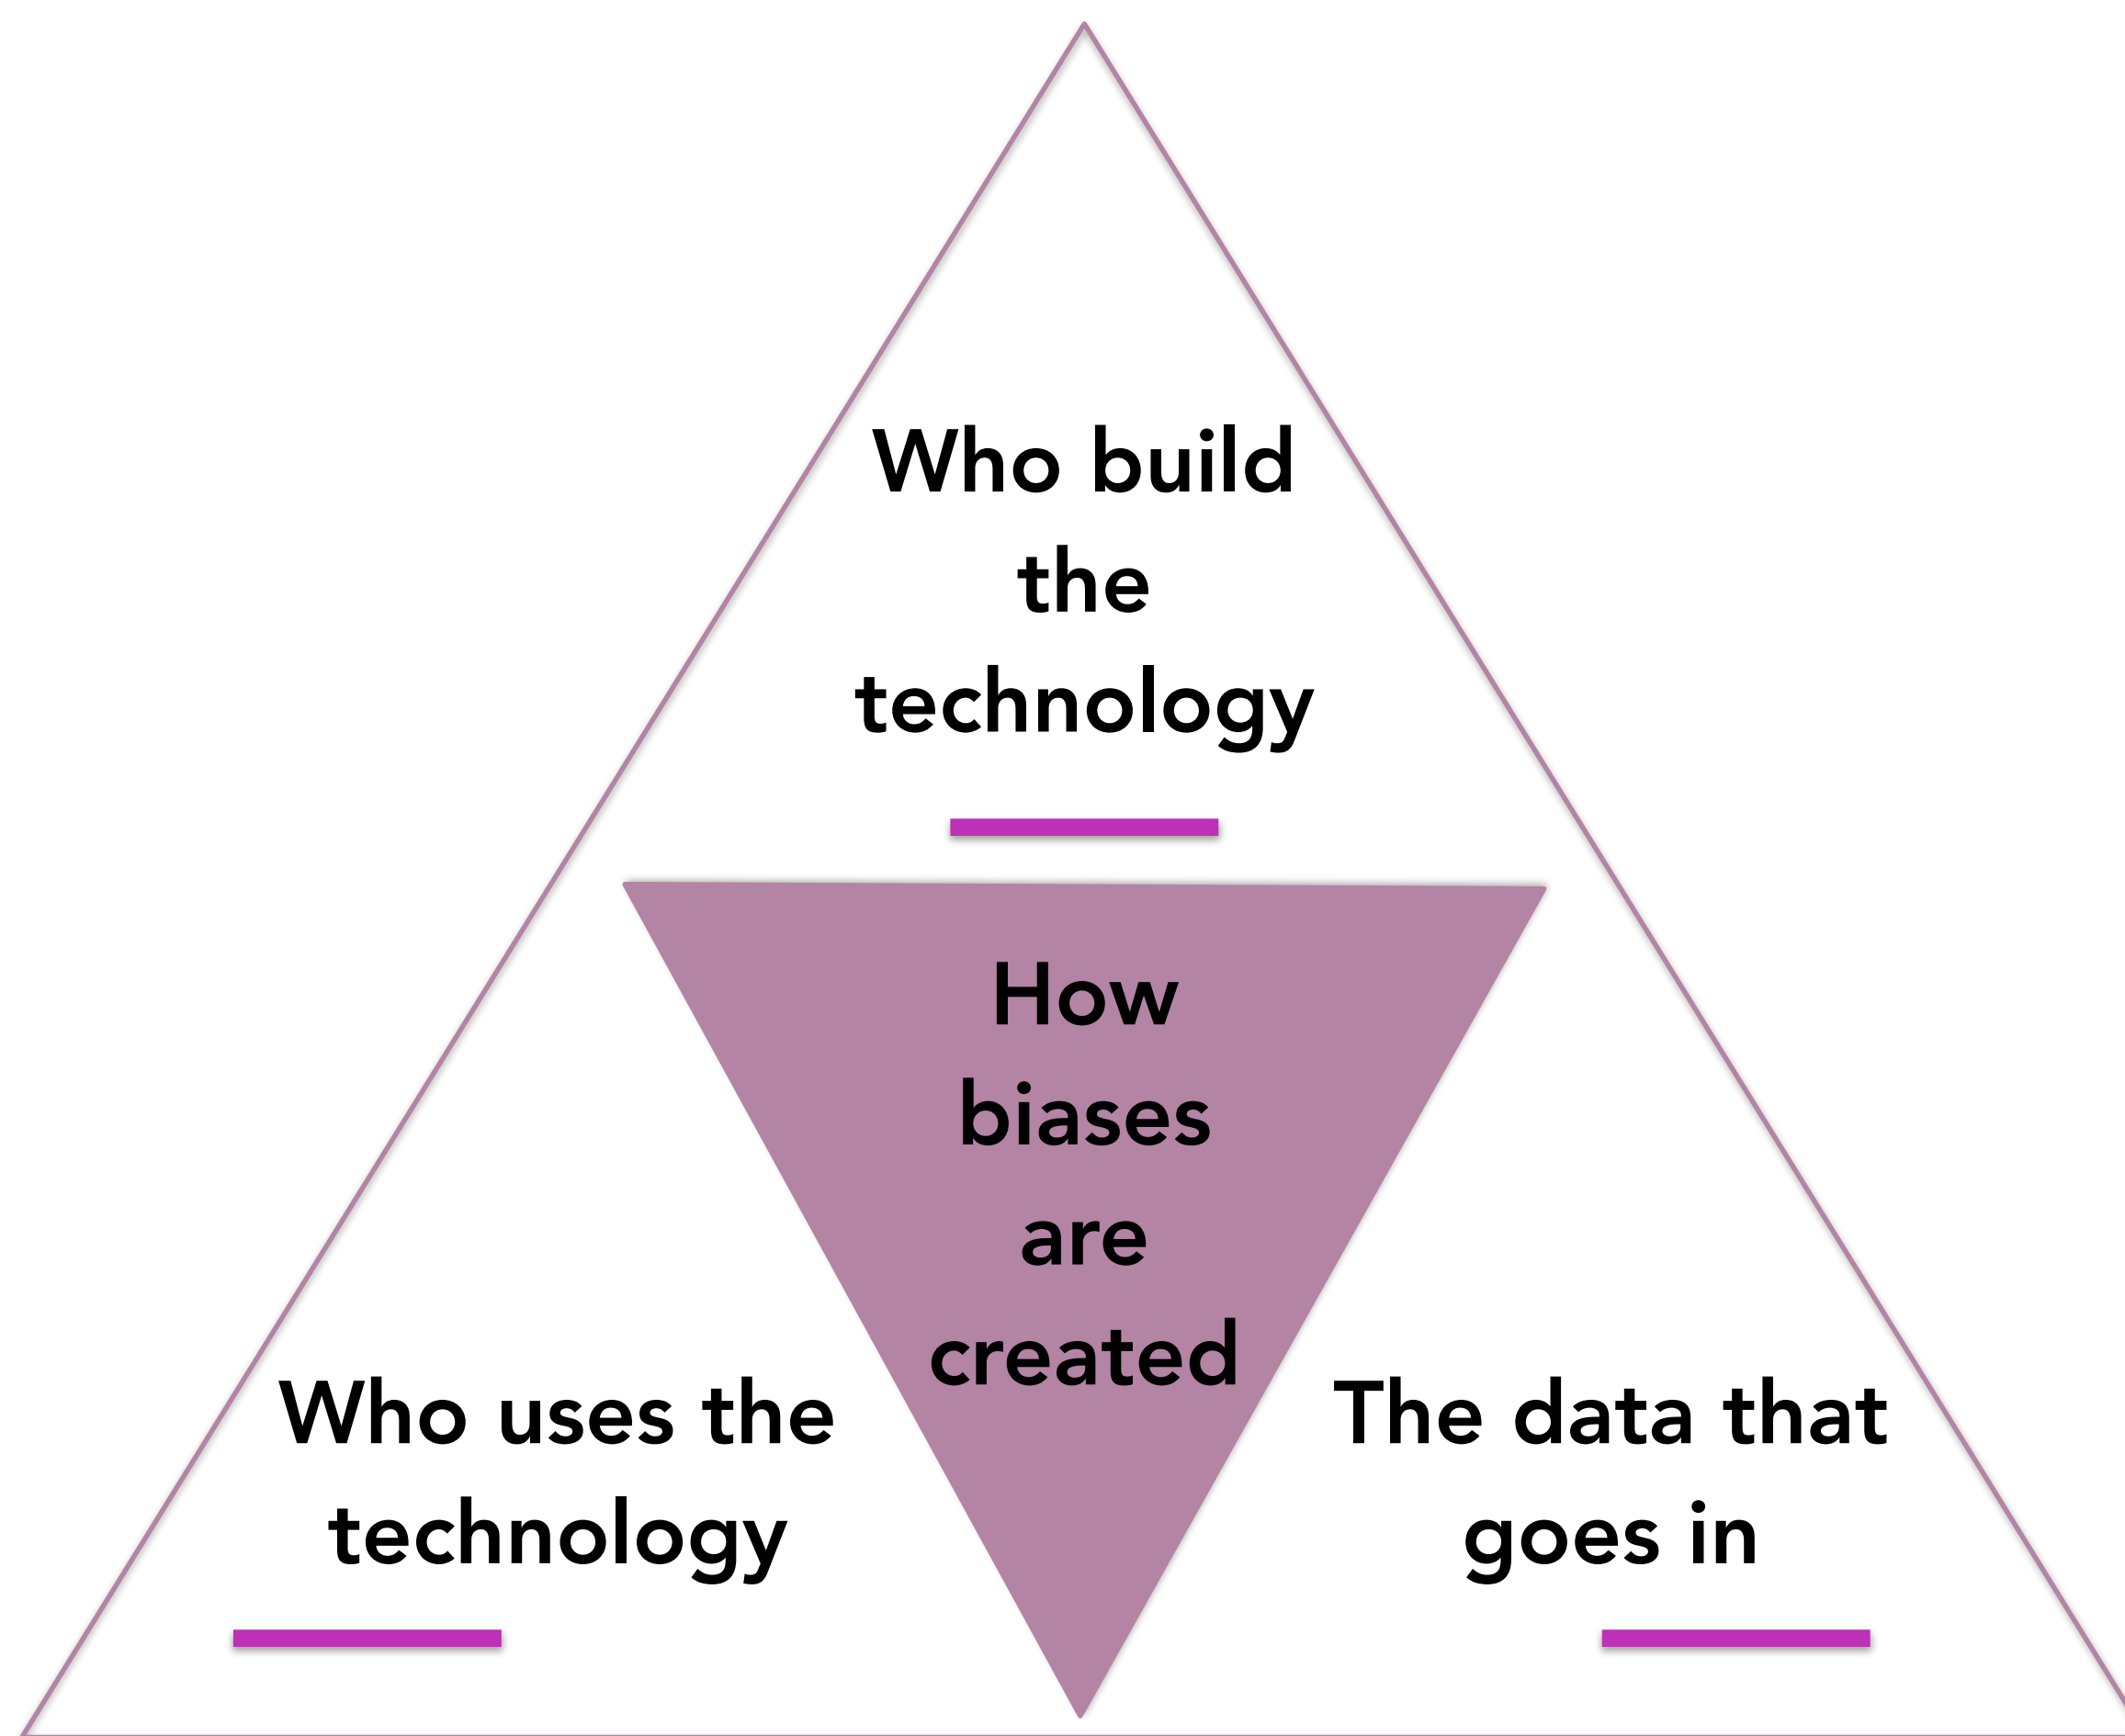 Who build
the
technology
How
biases
are
created
Who uses the
technology
The data that
goes in